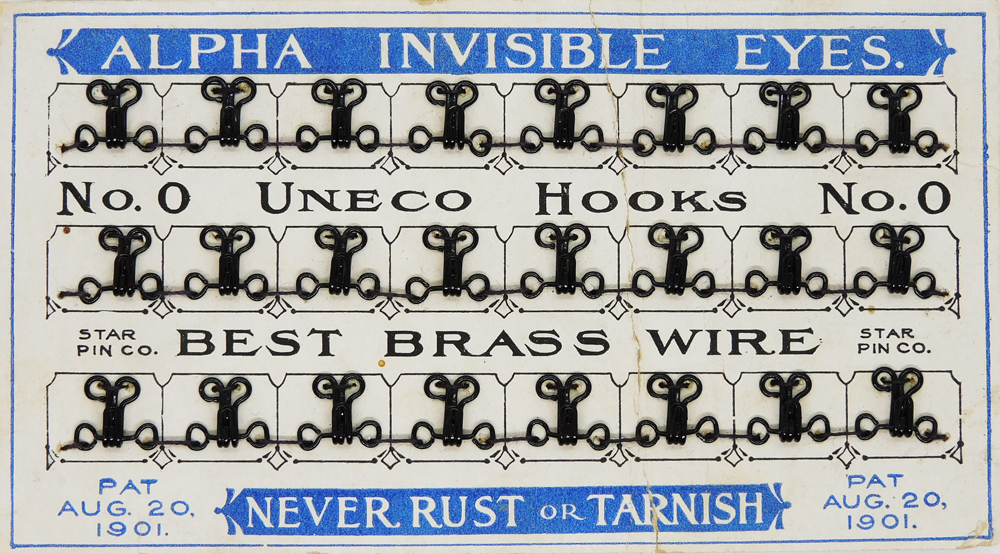 ALPHA INVISIBLE EYES.
No. 0 UNECO HOOKS No. 0
STAR PIN CO. BEST BRASS WIRE STAR PIN CO.
PAT AUG. 20, 1901. NEVER RUST OR TARNISH PAT AUG. 20, 1901.